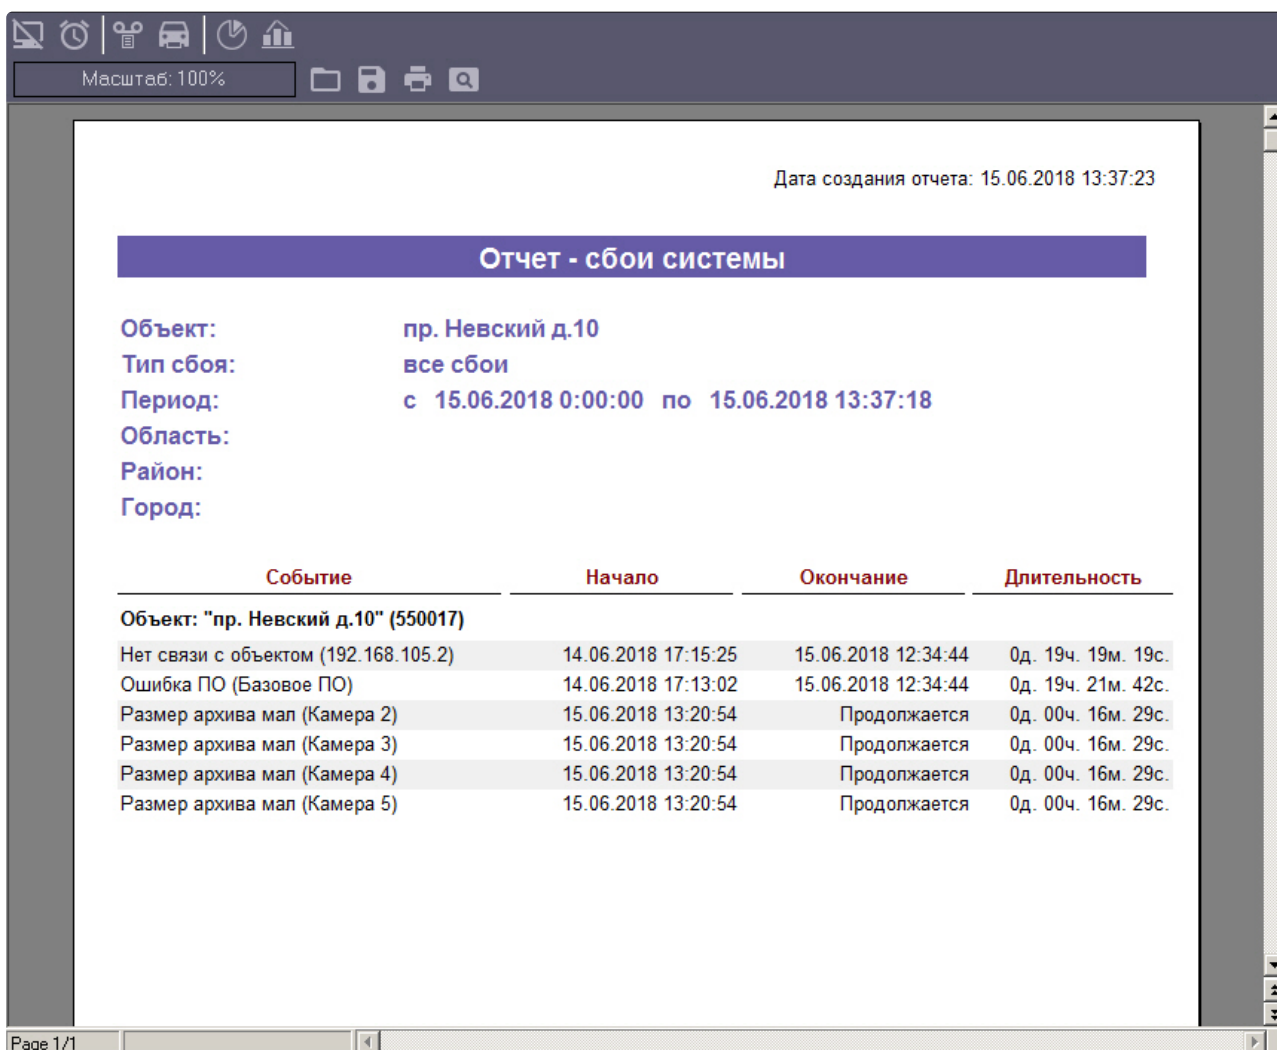 Масштаб: 100%
Дата создания отчета: 15.06.2018 13:37:23
Отчет - сбои системы
Объект: пр. Невский д.10
Тип сбоя: все сбои
Период: с 15.06.2018 0:00:00 по 15.06.2018 13:37:18
Область:
Район:
Город:
Событие Начало Окончание Длительность
Объект: "пр. Невский д.10" (550017)
Нет связи с объектом (192.168.105.2) 14.06.2018 17:15:25 15.06.2018 12:34:44 0д. 19ч. 19м. 19с.
Ошибка ПО (Базовое ПО) 14.06.2018 17:13:02 15.06.2018 12:34:44 0д. 19ч. 21м. 42с.
Размер архива мал (Камера 2) 15.06.2018 13:20:54 Продолжается 0д. 00ч. 16м. 29с.
Размер архива мал (Камера 3) 15.06.2018 13:20:54 Продолжается 0д. 00ч. 16м. 29с.
Размер архива мал (Камера 4) 15.06.2018 13:20:54 Продолжается 0д. 00ч. 16м. 29с.
Размер архива мал (Камера 5) 15.06.2018 13:20:54 Продолжается 0д. 00ч. 16м. 29с.
Page 1/1